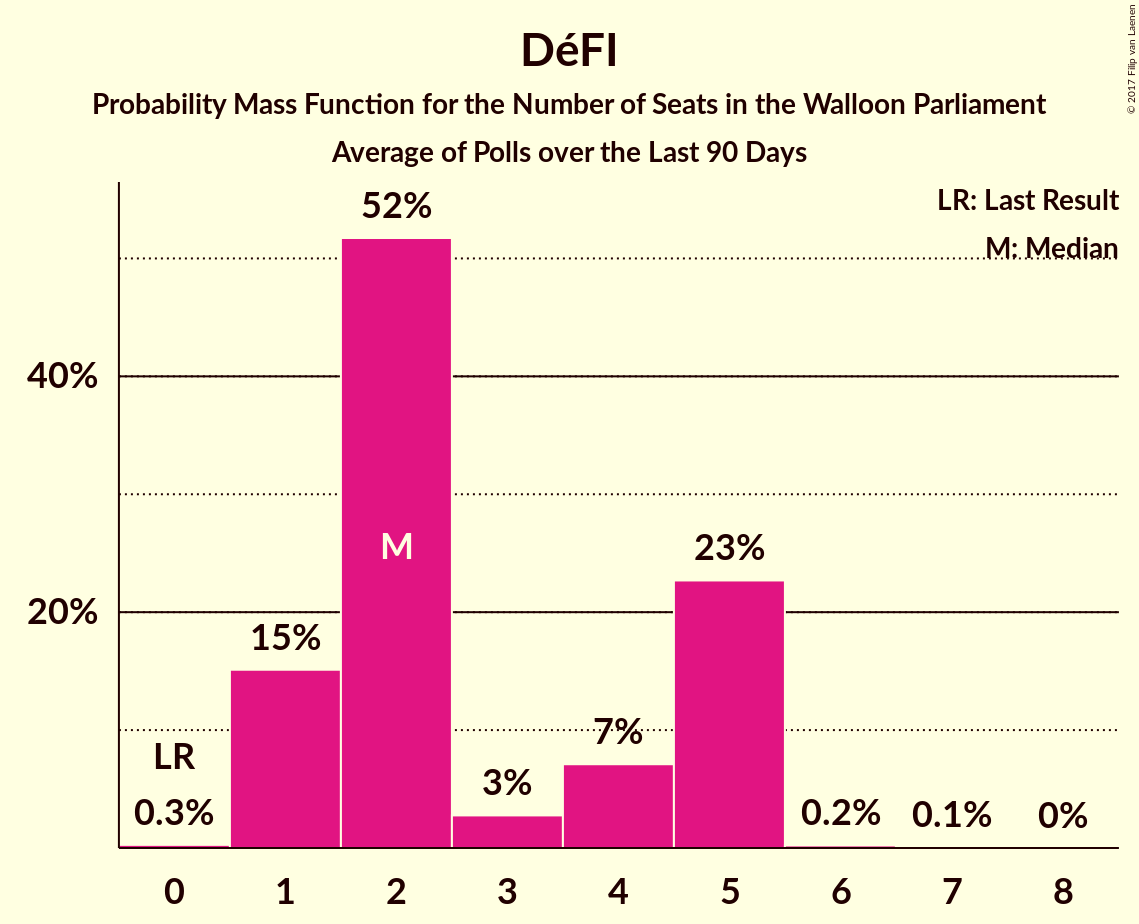 DéFI
Probability Mass Function for the Number of Seats in the Walloon Parliament
Average of Polls over the Last 90 Days
© 2017 Filip van Laenen
LR: Last Result
M: Median
52%
40%
M
23%
20%
15%
7%
LR
3%
0.3%
0.2%
0.1%
0%
0 1 2 3 4 5 6 7 8